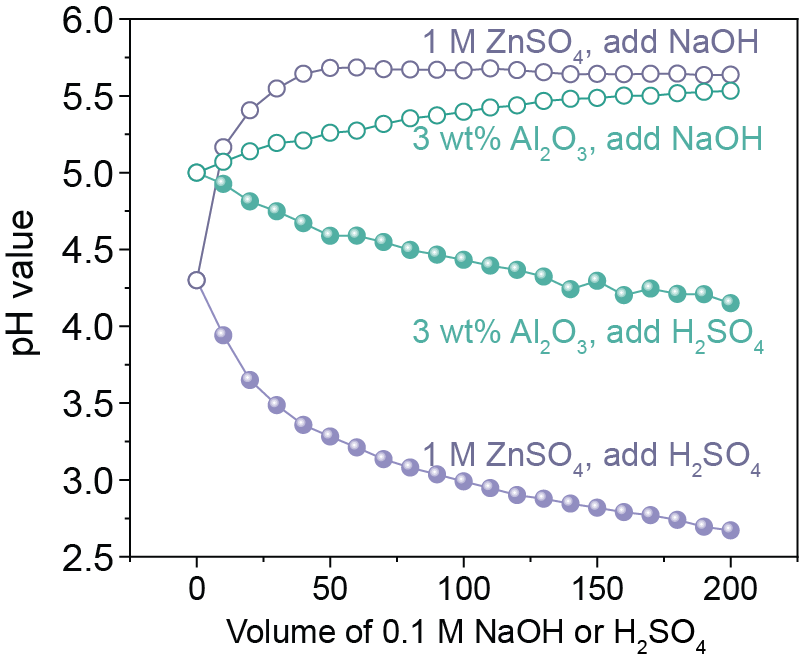 6.0
5.5
5.0
4.5
4.0
3.5
3.0
2.5
pH value
1 M ZnSO₄, add NaOH
3 wt% Al₂O₃, add NaOH
3 wt% Al₂O₃, add H₂SO₄
1 M ZnSO₄, add H₂SO₄
0 50 100 150 200
Volume of 0.1 M NaOH or H₂SO₄